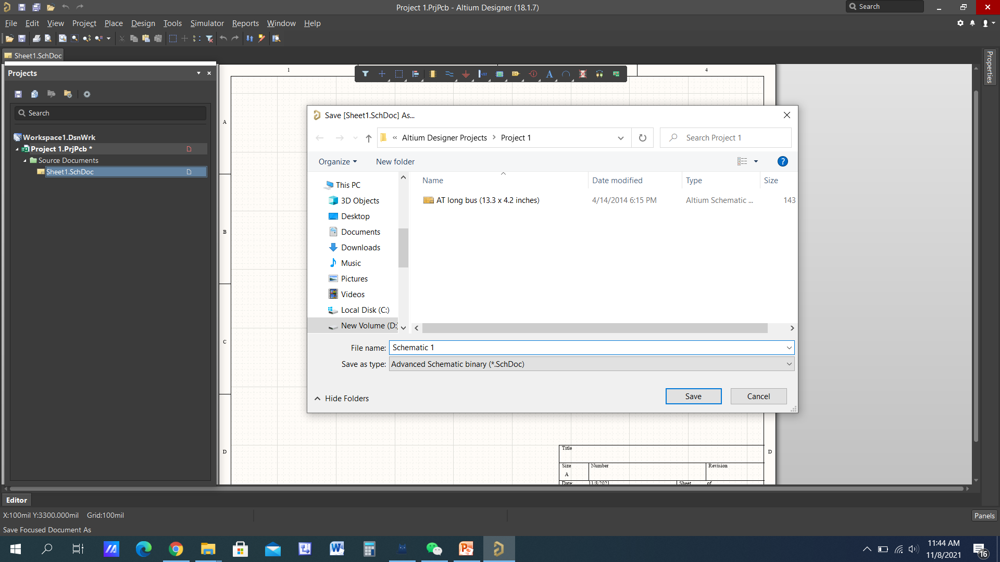 Project 1.PrjPcb - Altium Designer (18.1.7)
Search
File Edit View Project Place Design Tools Simulator Reports Window Help
Sheet1.SchDoc
Properties
Projects
Search
Workspace1.DsnWrk
Project 1.PrjPcb *
Source Documents
Sheet1.SchDoc
1
4
A
B
C
D
D
Save [Sheet1.SchDoc] As...
« Altium Designer Projects > Project 1
Search Project 1
Organize
New folder
Name Date modified Type Size
AT long bus (13.3 x 4.2 inches) 4/14/2014 6:15 PM Altium Schematic ... 143
This PC
3D Objects
Desktop
Documents
Downloads
Music
Pictures
Videos
Local Disk (C:)
New Volume (D:)
File name: Schematic 1
Save as type: Advanced Schematic binary (*.SchDoc)
Hide Folders
Save
Cancel
Title
Size Number Revision
A
Date: 11/8/2021 Sheet of
Editor
X:100mil Y:3300.000mil Grid:100mil
Panels
Save Focused Document As
11:44 AM
11/8/2021
16